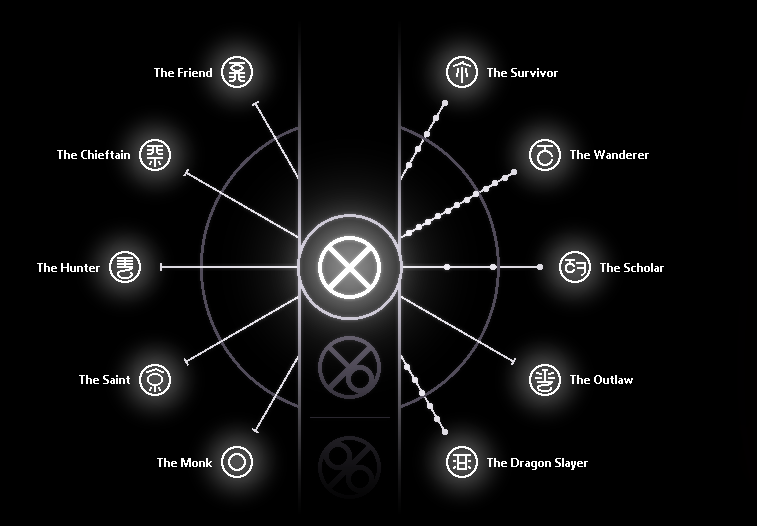 The Friend
The Survivor
The Chieftain
The Wanderer
The Hunter
The Scholar
The Saint
The Outlaw
The Monk
The Dragon Slayer